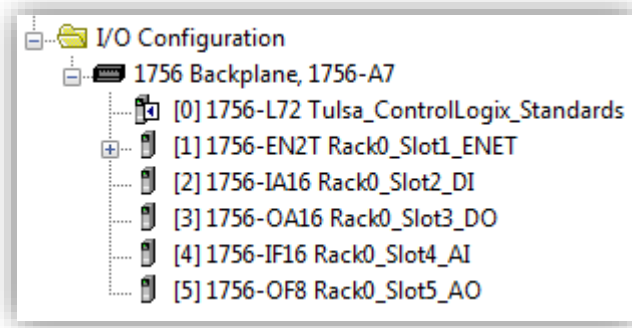 I/O Configuration
1756 Backplane, 1756-A7
[0] 1756-L72 Tulsa_ControlLogix_Standards
[1] 1756-EN2T Rack0_Slot1_ENET
[2] 1756-IA16 Rack0_Slot2_DI
[3] 1756-OA16 Rack0_Slot3_DO
[4] 1756-IF16 Rack0_Slot4_AI
[5] 1756-OF8 Rack0_Slot5_AO